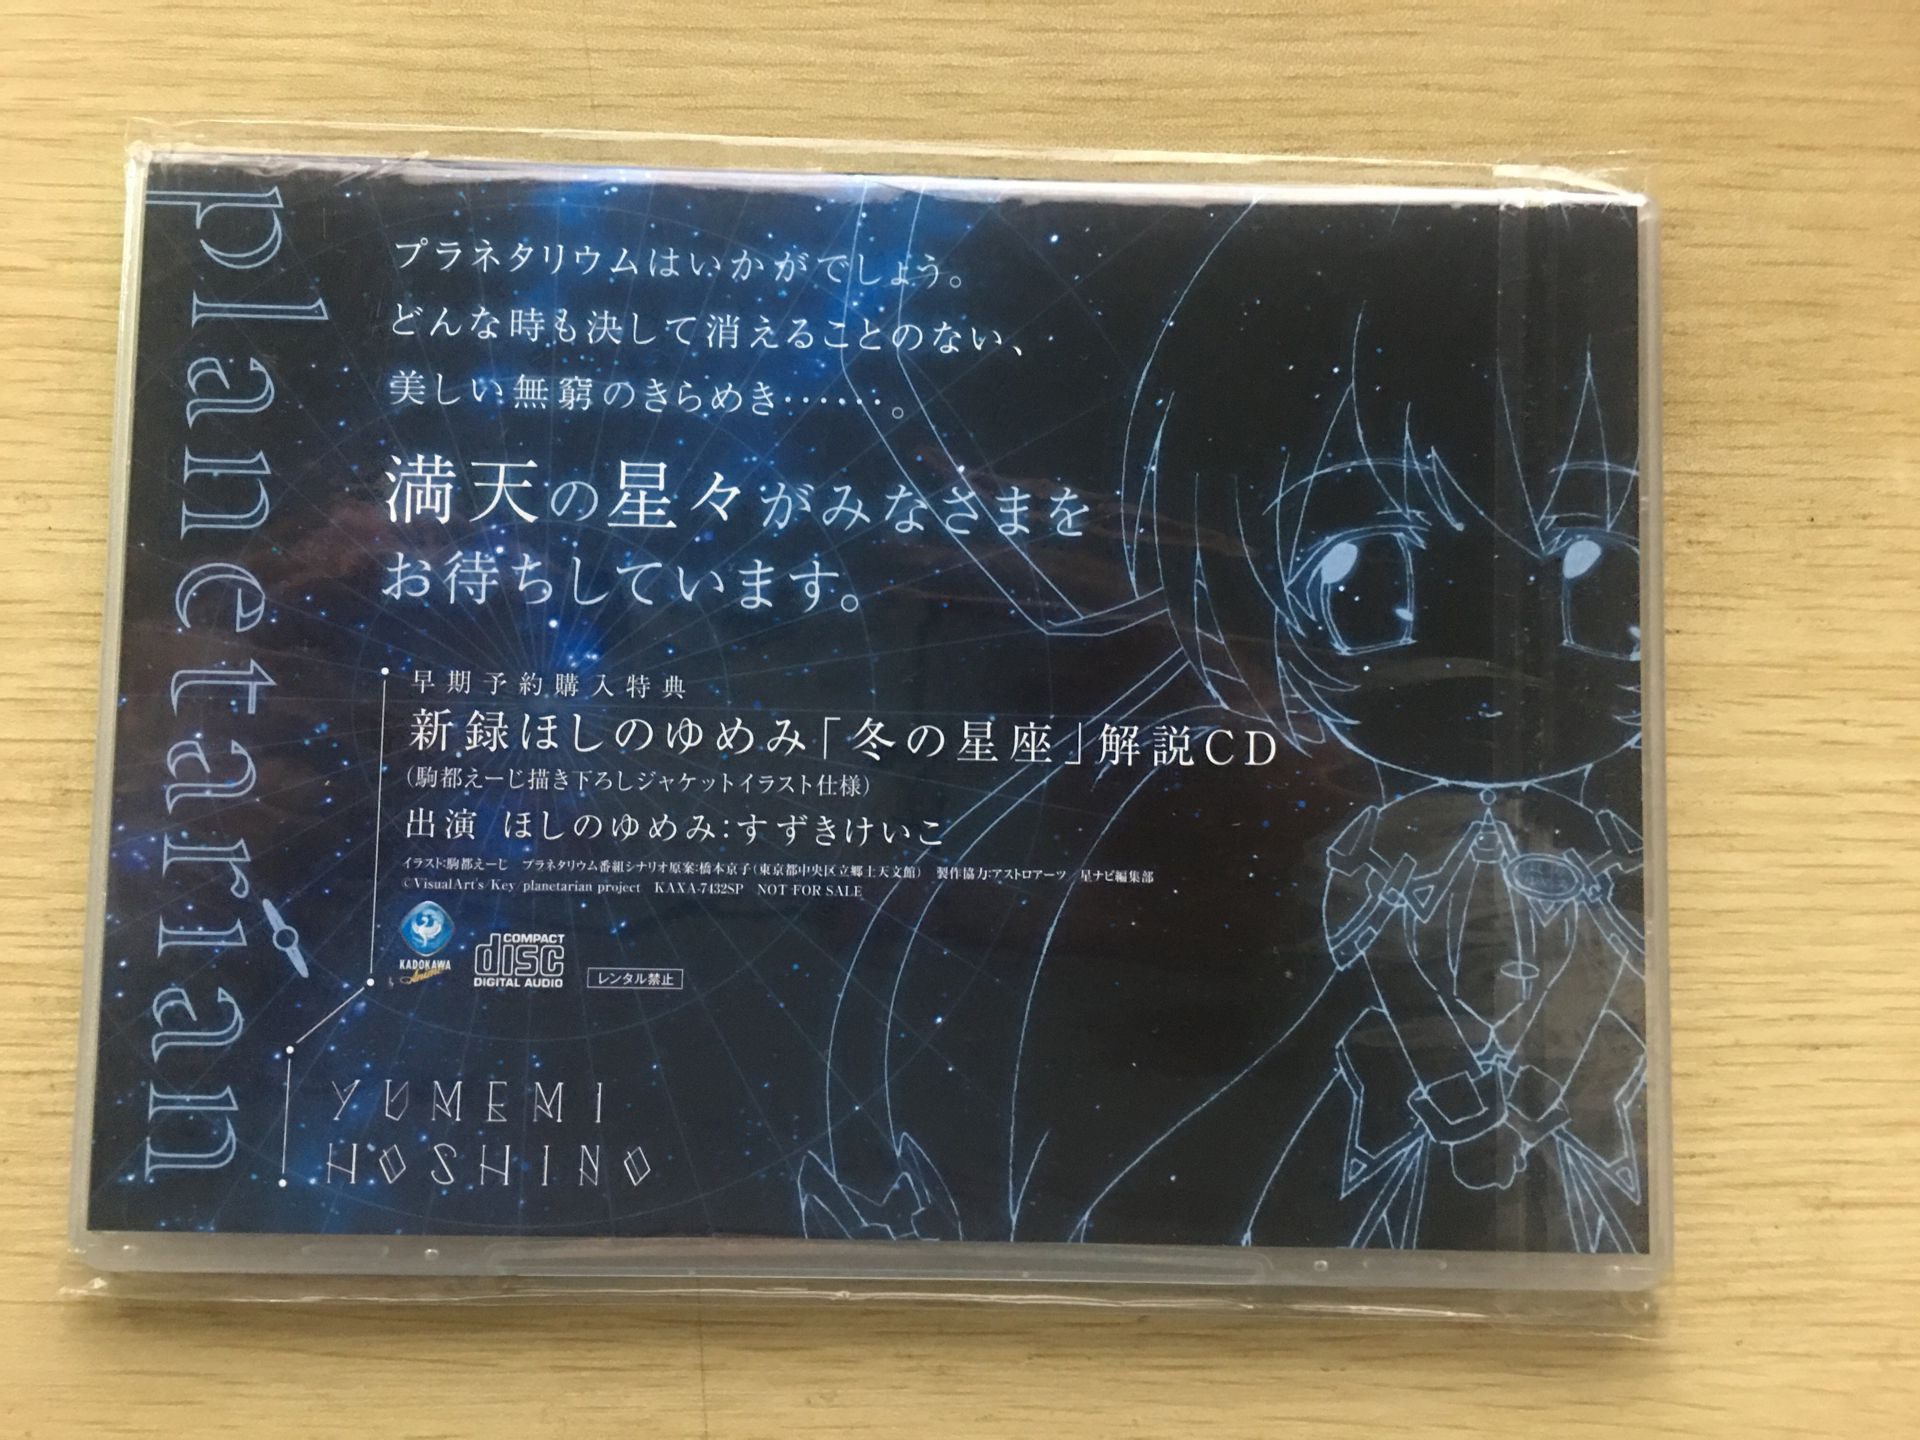 planetarian
プラネタリウムはいかがでしょう。
どんな時も決して消えることのない、
美しい無窮のきらめき……。
満天の星々がみなさまを
お待ちしています。
早期予約購入特典
新録ほしのゆめみ「冬の星座」解説CD
(駒都えーじ描き下ろしジャケットイラスト仕様)
出演 ほしのゆめみ:すずきけいこ
イラスト:駒都えーじ プラネタリウム番組シナリオ原案:橋本京子(東京都中央区立郷土天文館) 製作協力:アストロアーツ 星ナビ編集部
©VisualArt's/Key planetarian project KAXA-7432SP NOT FOR SALE
KADOKAWA
Anime
COMPACT
disc
DIGITAL AUDIO
レンタル禁止
YUMEMI
HOSHINO